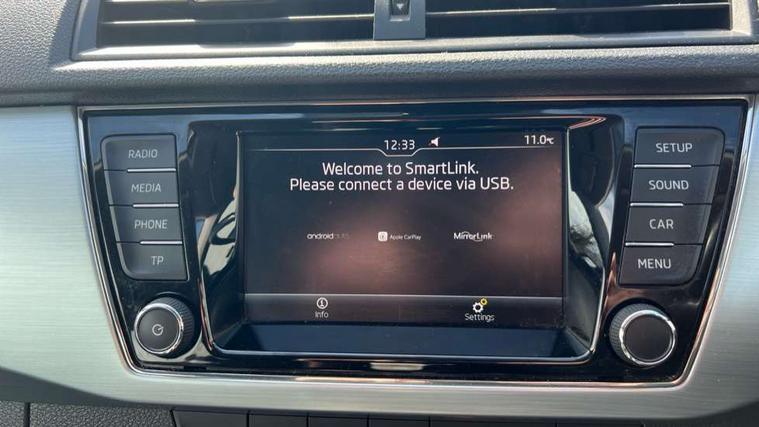 12:33
11.0°C
Welcome to SmartLink.
Please connect a device via USB.
androidauto
Apple CarPlay
MirrorLink
Info
Settings
RADIO
MEDIA
PHONE
TP
SETUP
SOUND
CAR
MENU